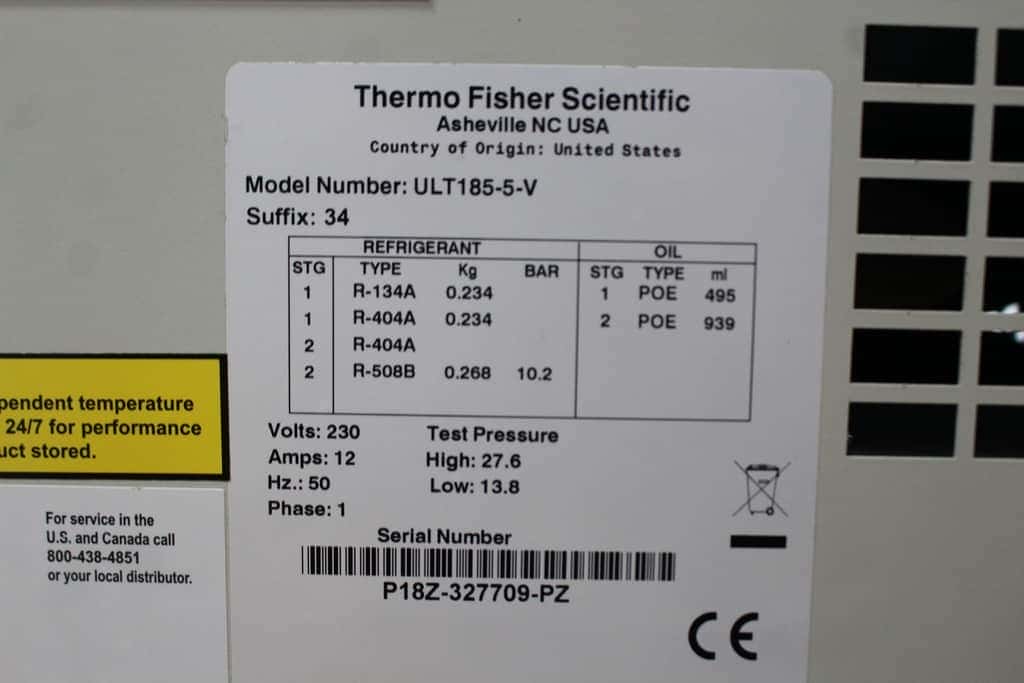 Thermo Fisher Scientific
Asheville NC USA
Country of Origin: United States
Model Number: ULT185-5-V
Suffix: 34
REFRIGERANT OIL
STG TYPE Kg BAR STG TYPE ml
1 R-134A 0.234 1 POE 495
1 R-404A 0.234 2 POE 939
2 R-404A
2 R-508B 0.268 10.2
Volts: 230 Test Pressure
Amps: 12 High: 27.6
Hz.: 50 Low: 13.8
Phase: 1
Serial Number
P18Z-327709-PZ
CE
pendent temperature
24/7 for performance
uct stored.
For service in the
U.S. and Canada call
800-438-4851
or your local distributor.